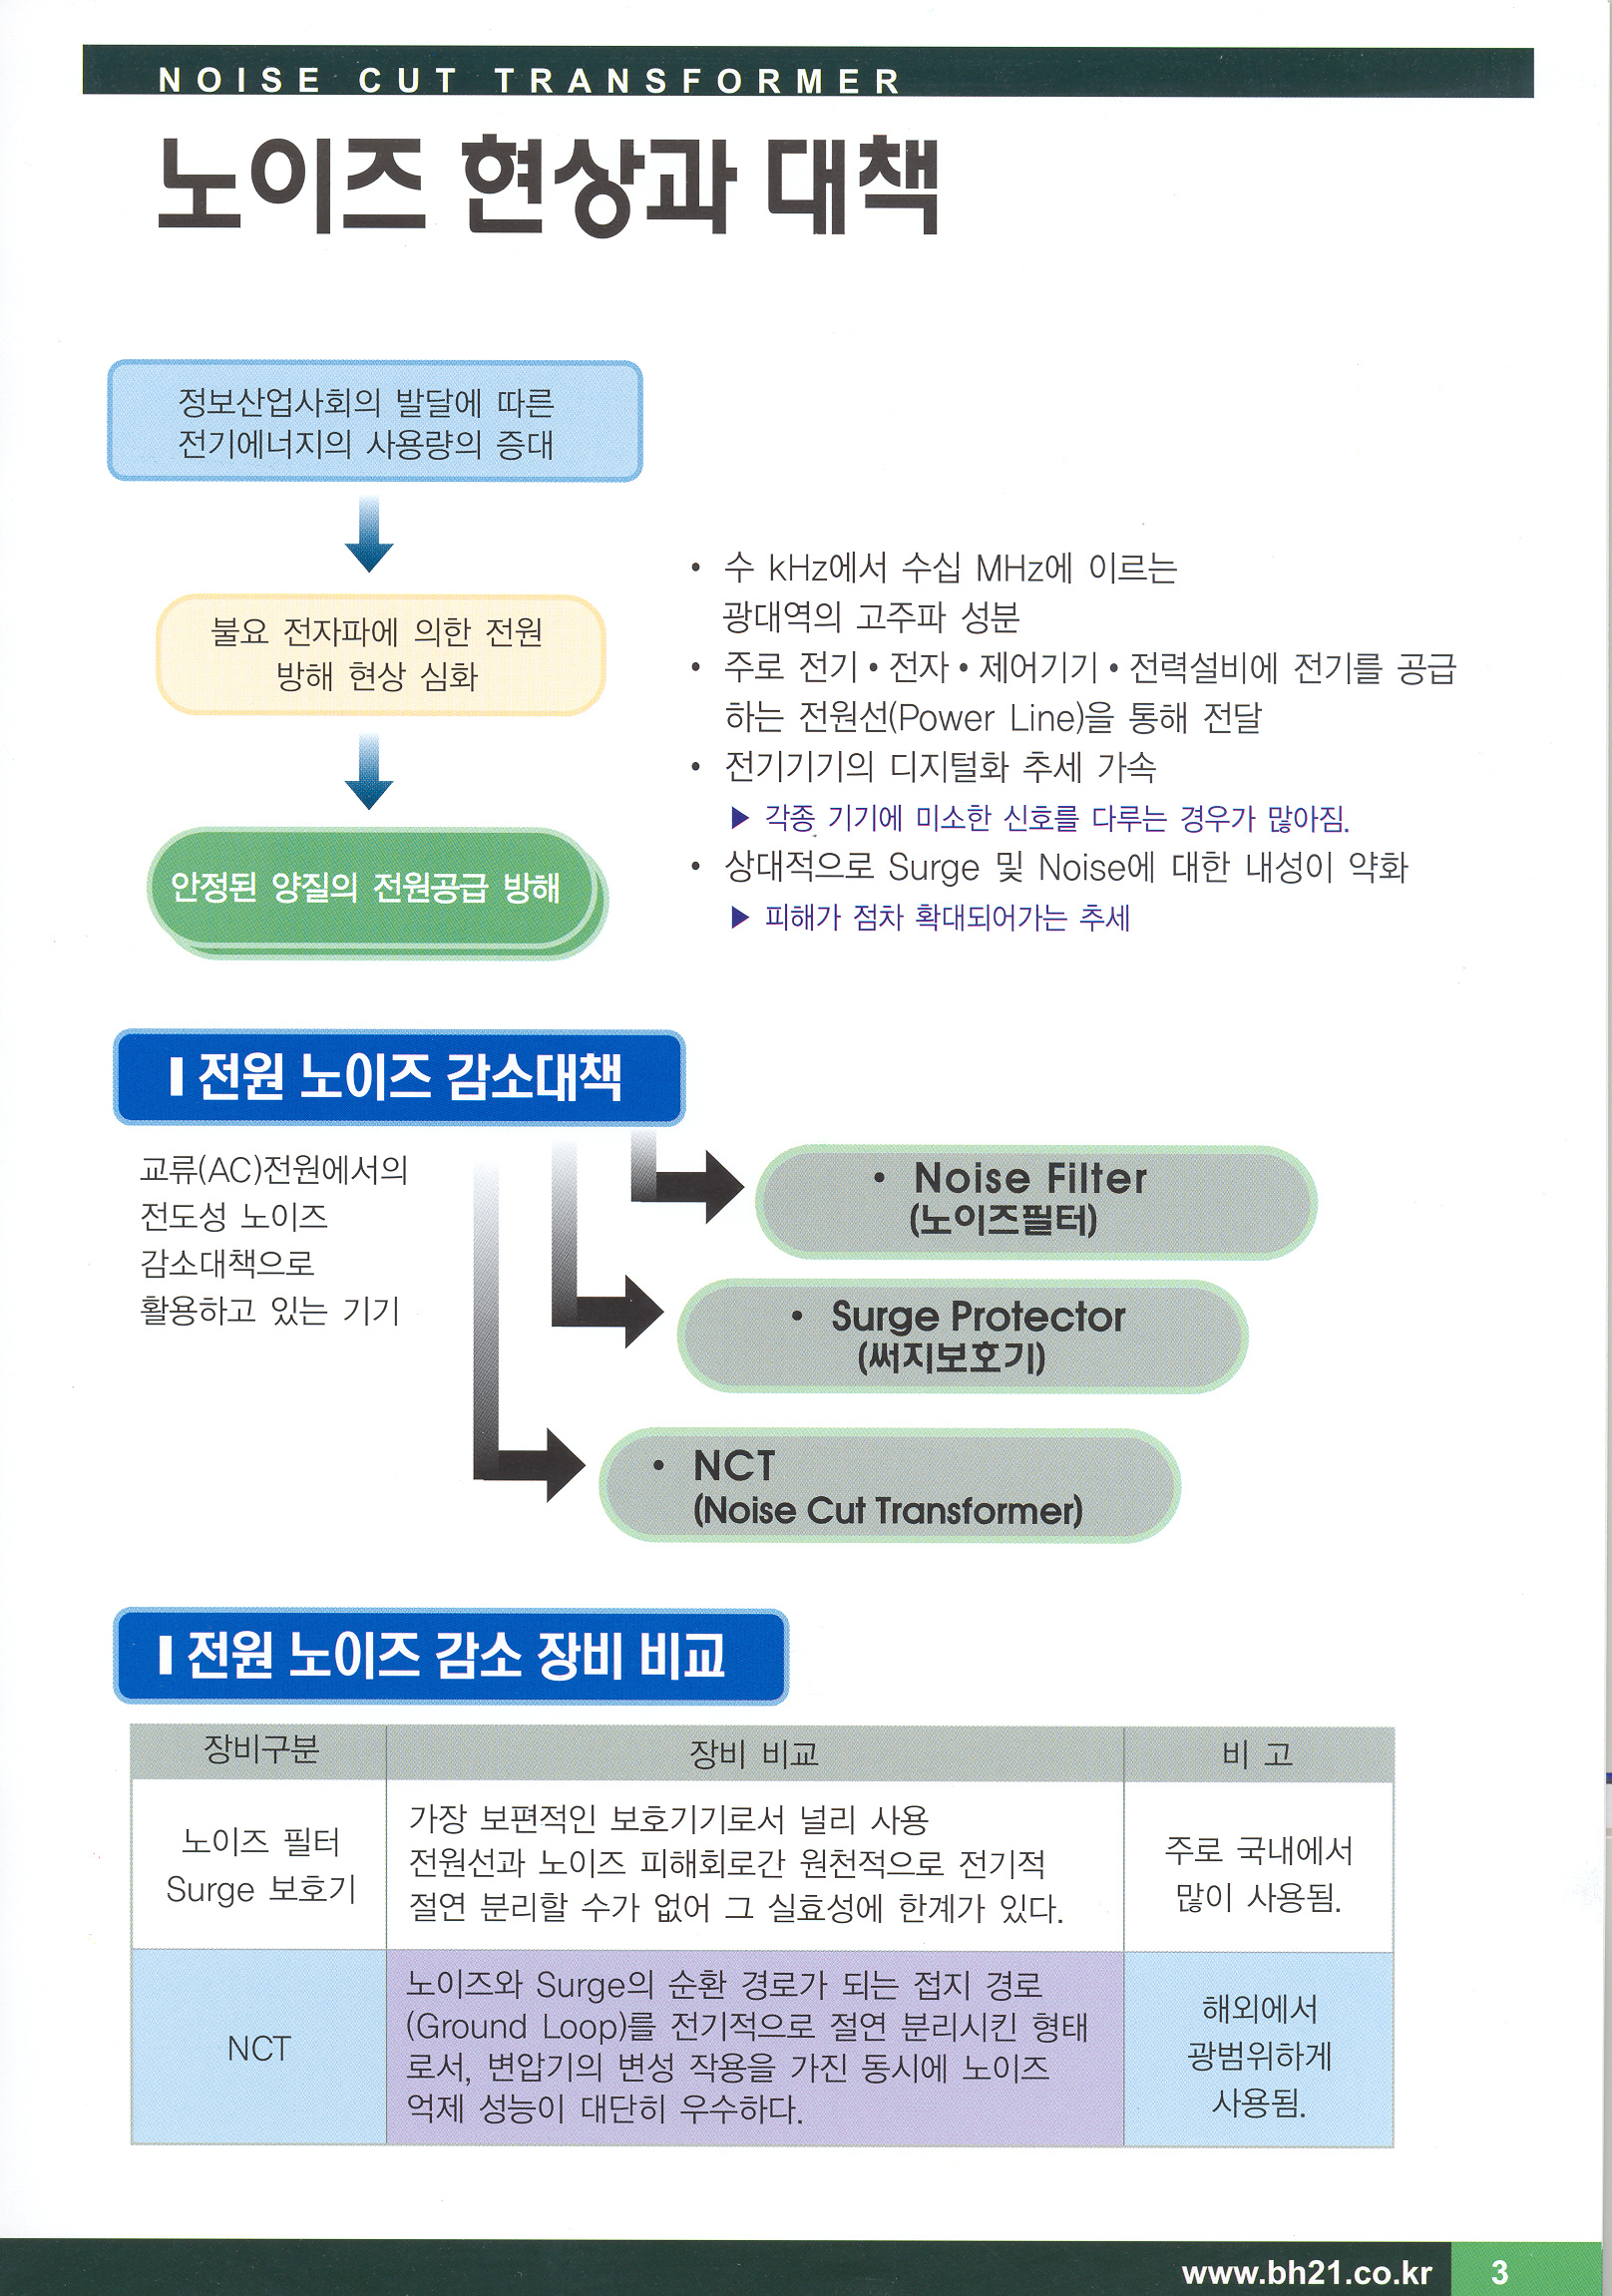 NOISE CUT TRANSFORMER
노이즈 현상과 대책
정보산업사회의 발달에 따른
전기에너지의 사용량의 증대
불요 전자파에 의한 전원
방해 현상 심화
안정된 양질의 전원공급 방해
• 수 kHz에서 수십 MHz에 이르는
광대역의 고주파 성분
• 주로 전기•전자•제어기기•전력설비에 전기를 공급
하는 전원선(Power Line)을 통해 전달
• 전기기기의 디지털화 추세 가속
▶ 각종 기기에 미소한 신호를 다루는 경우가 많아짐.
• 상대적으로 Surge 및 Noise에 대한 내성이 약화
▶ 피해가 점차 확대되어가는 추세
전원 노이즈 감소대책
교류(AC)전원에서의
전도성 노이즈
감소대책으로
활용하고 있는 기기
• Noise Filter
(노이즈필터)
• Surge Protector
(써지보호기)
• NCT
(Noise Cut Transformer)
전원 노이즈 감소 장비 비교
장비구분
장비 비교
비 고
노이즈 필터
Surge 보호기
가장 보편적인 보호기기로서 널리 사용
전원선과 노이즈 피해회로간 원천적으로 전기적
절연 분리할 수가 없어 그 실효성에 한계가 있다.
주로 국내에서
많이 사용됨.
NCT
노이즈와 Surge의 순환 경로가 되는 접지 경로
(Ground Loop)를 전기적으로 절연 분리시킨 형태
로서, 변압기의 변성 작용을 가진 동시에 노이즈
억제 성능이 대단히 우수하다.
해외에서
광범위하게
사용됨.
www.bh21.co.kr
3